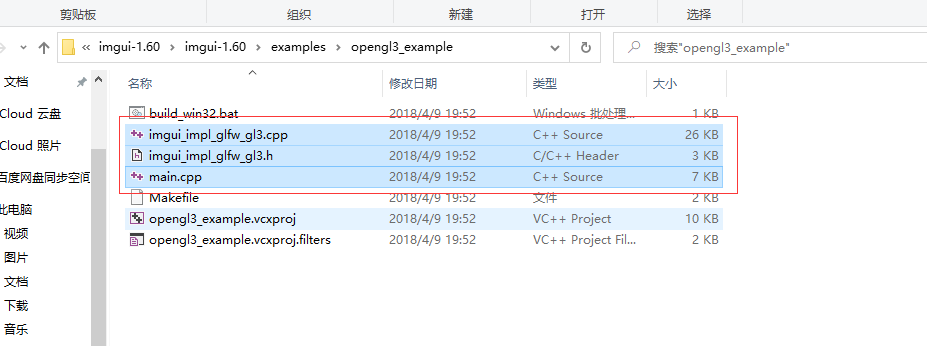 剪贴板 组织 新建 打开 选择
« imgui-1.60 › imgui-1.60 › examples › opengl3_example 搜索"opengl3_example"
文档
Cloud 云盘
Cloud 照片
百度网盘同步空间
此电脑
视频
图片
文档
下载
音乐
名称 修改日期 类型 大小
build_win32.bat 2018/4/9 19:52 Windows 批处理... 1 KB
imgui_impl_glfw_gl3.cpp 2018/4/9 19:52 C++ Source 26 KB
imgui_impl_glfw_gl3.h 2018/4/9 19:52 C/C++ Header 3 KB
main.cpp 2018/4/9 19:52 C++ Source 7 KB
Makefile 2018/4/9 19:52 文件 2 KB
opengl3_example.vcxproj 2018/4/9 19:52 VC++ Project 10 KB
opengl3_example.vcxproj.filters 2018/4/9 19:52 VC++ Project Fil... 2 KB